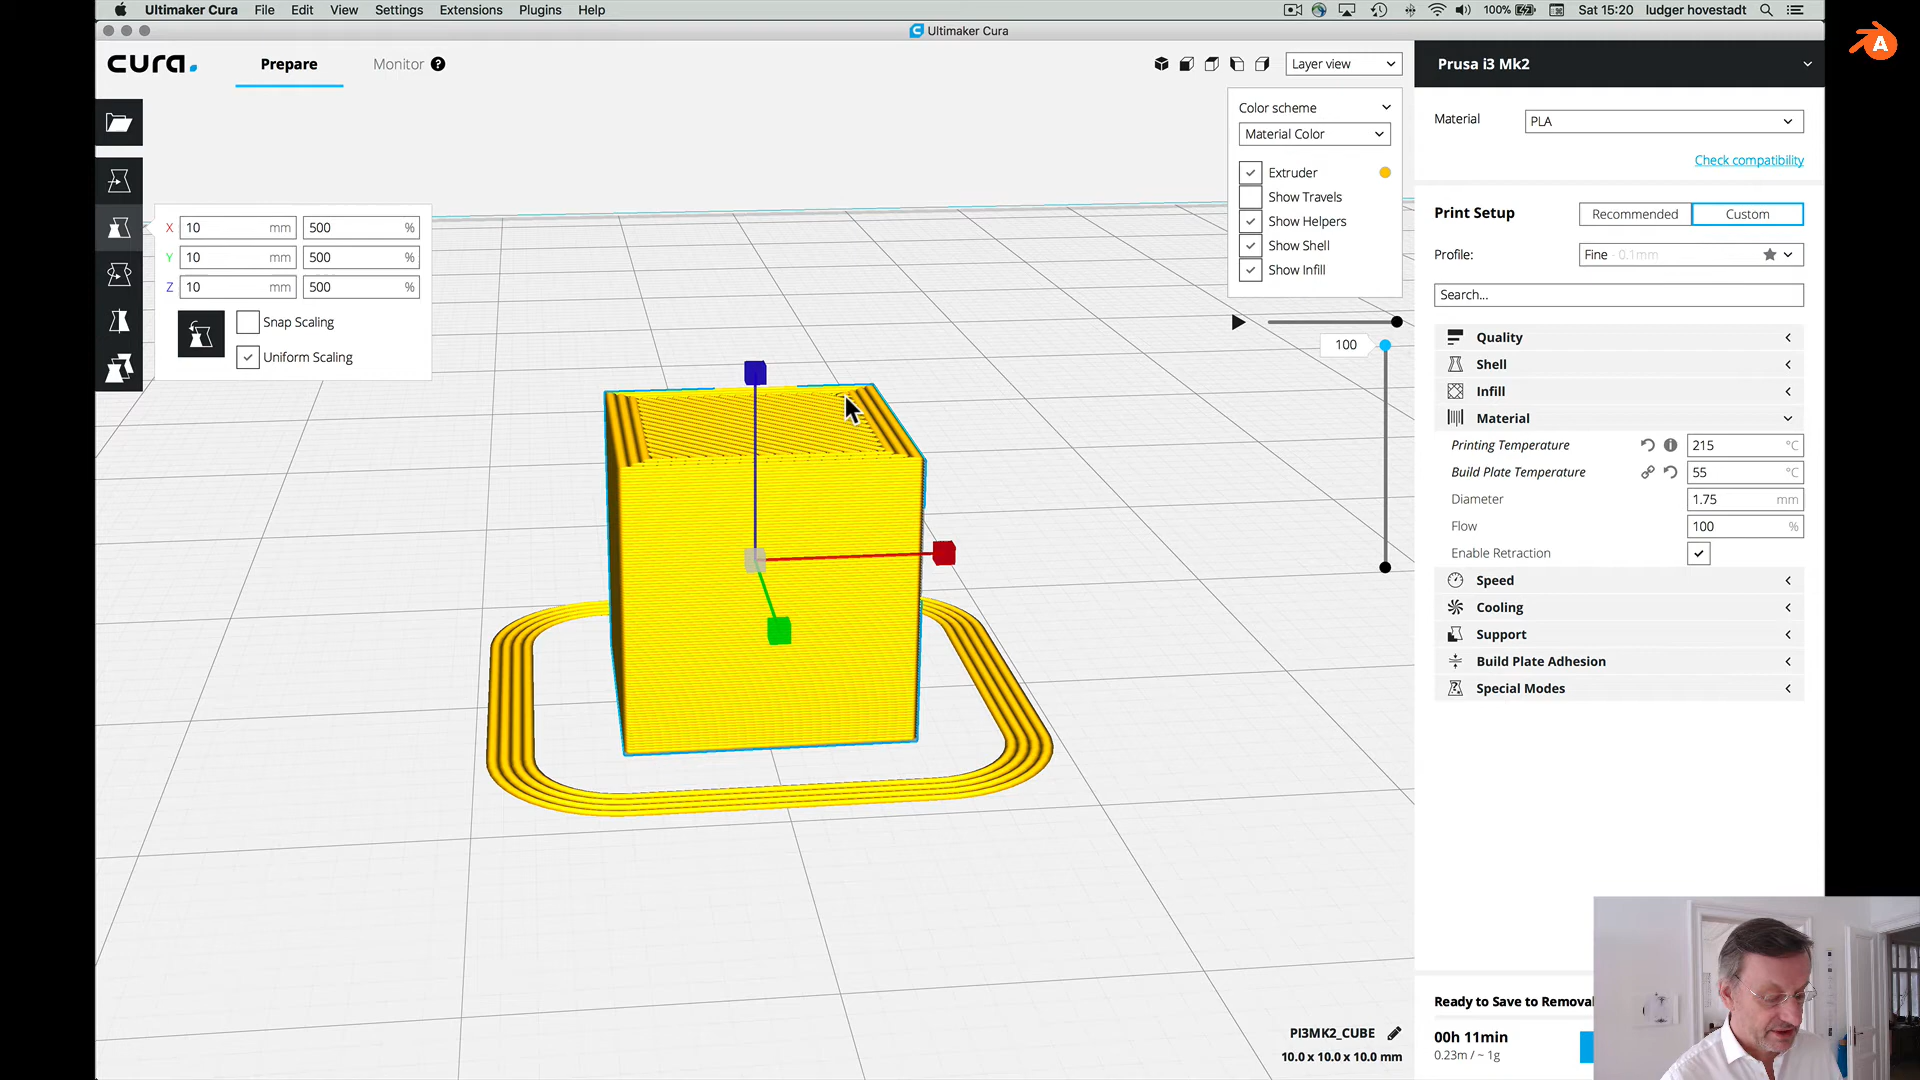 Ultimaker Cura File Edit View Settings Extensions Plugins Help 100% Sat 15:20 ludger hovestadt
Ultimaker Cura
A
cura. Prepare Monitor ? Layer view Prusa i3 Mk2
Color scheme
Material Color
Extruder
Show Travels
Show Helpers
Show Shell
Show Infill
X 10 mm 500 %
Y 10 mm 500 %
Z 10 mm 500 %
Snap Scaling
Uniform Scaling
100
Material PLA
Check compatibility
Print Setup Recommended Custom
Profile: Fine - 0.1mm
Search...
Quality
Shell
Infill
Material
Printing Temperature 215 °C
Build Plate Temperature 55 °C
Diameter 1.75 mm
Flow 100 %
Enable Retraction
Speed
Cooling
Support
Build Plate Adhesion
Special Modes
PI3MK2_CUBE
10.0 x 10.0 x 10.0 mm
Ready to Save to Remova
00h 11min
0.23m / ~ 1g